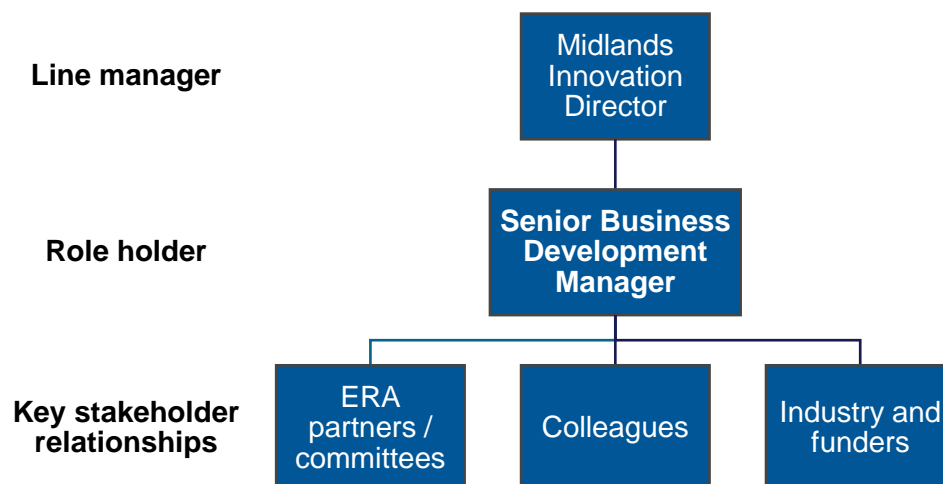 Line manager
Midlands
Innovation
Director
Role holder
Senior Business
Development
Manager
Key stakeholder
relationships
ERA
partners /
committees
Colleagues
Industry and
funders